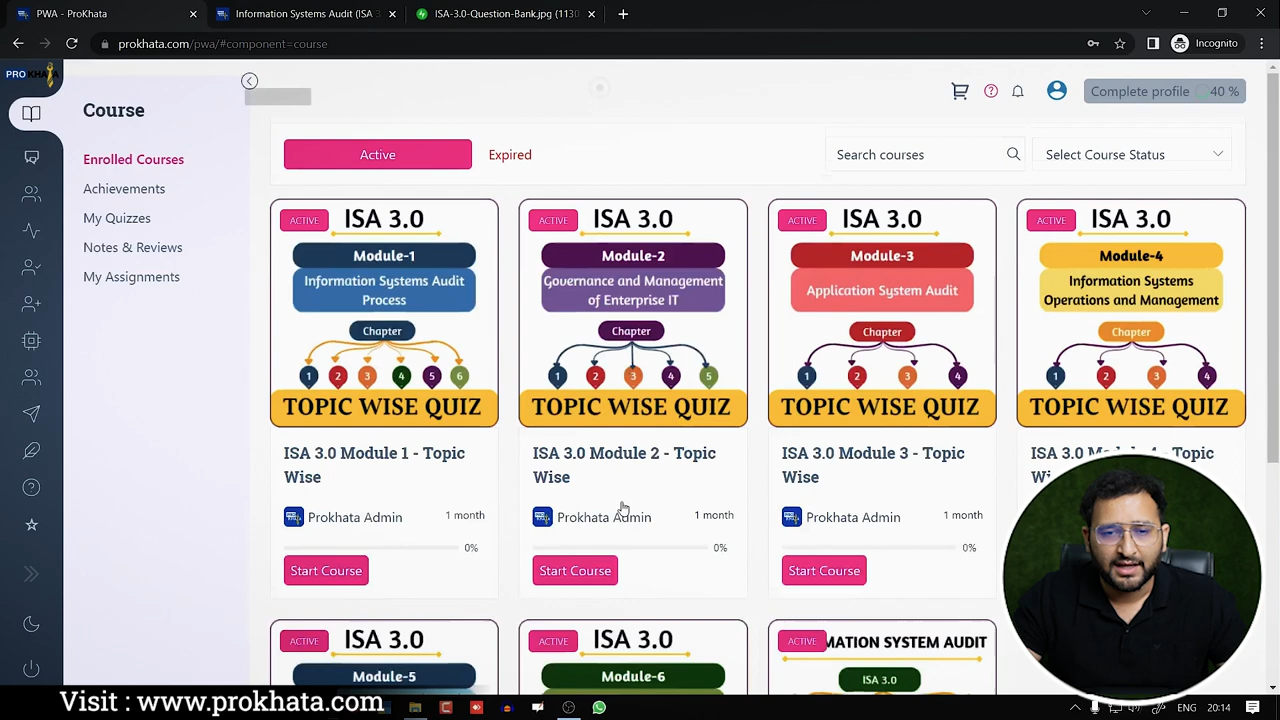 PWA - ProKhata
Information Systems Audit (ISA 3
ISA-3.0-Question-Bank.jpg (1130
prokhata.com/pwa/#component=course
Incognito
PROKHATA
Course
Complete profile 40 %
Enrolled Courses
Achievements
My Quizzes
Notes & Reviews
My Assignments
Active
Expired
Search courses
Select Course Status
ACTIVE
ISA 3.0
Module-1
Information Systems Audit
Process
Chapter
1 2 3 4 5 6
TOPIC WISE QUIZ
ISA 3.0 Module 1 - Topic
Wise
Prokhata Admin
1 month
0%
Start Course
ACTIVE
ISA 3.0
Module-2
Governance and Management
of Enterprise IT
Chapter
1 2 3 4 5
TOPIC WISE QUIZ
ISA 3.0 Module 2 - Topic
Wise
Prokhata Admin
1 month
0%
Start Course
ACTIVE
ISA 3.0
Module-3
Application System Audit
Chapter
1 2 3 4
TOPIC WISE QUIZ
ISA 3.0 Module 3 - Topic
Wise
Prokhata Admin
1 month
0%
Start Course
ACTIVE
ISA 3.0
Module-4
Information Systems
Operations and Management
Chapter
1 2 3 4
TOPIC WISE QUIZ
ISA 3.0
- Topic
ACTIVE
ISA 3.0
Module-5
ACTIVE
ISA 3.0
Module-6
ACTIVE
MATION SYSTEM AUDIT
ISA 3.0
Visit : www.prokhata.com
ENG
20:14